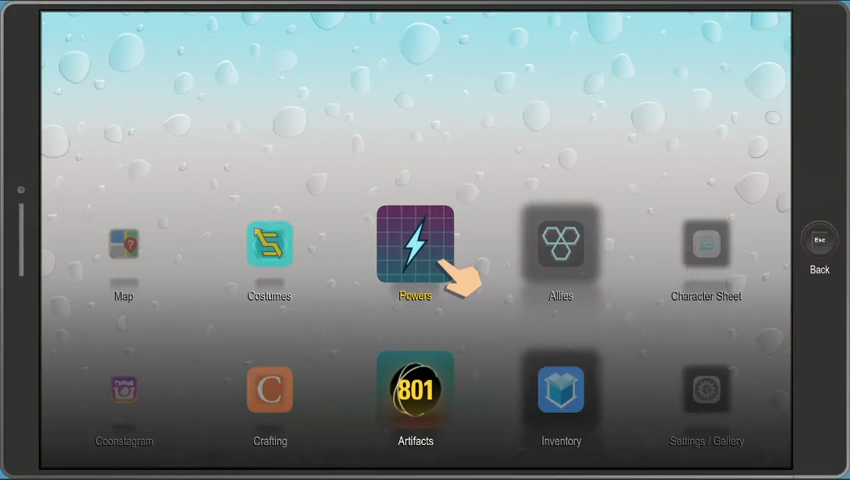 Esc
Back
Map
Costumes
Powers
Allies
Character Sheet
801
C
Coonstagram
Crafting
Artifacts
Inventory
Settings / Gallery